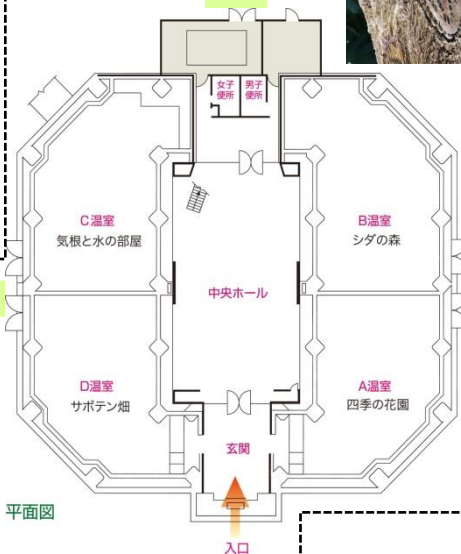 女子
便所
男子
便所
C温室
気根と水の部屋
B温室
シダの森
中央ホール
D温室
サボテン畑
A温室
四季の花園
玄関
平面図
入口